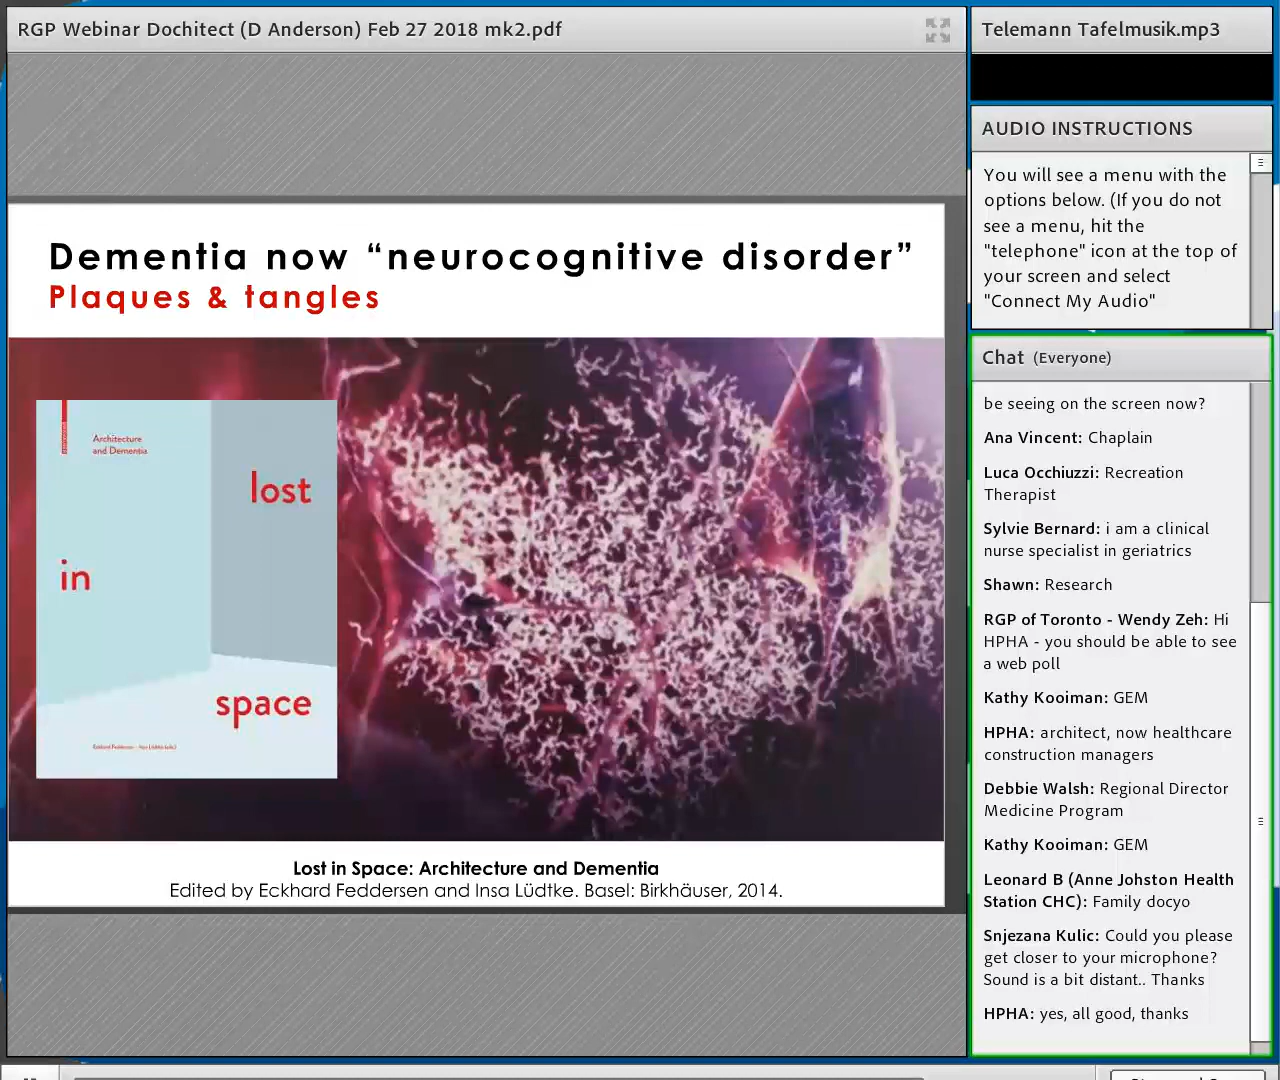 RGP Webinar Dochitect (D Anderson) Feb 27 2018 mk2.pdf
Dementia now “neurocognitive disorder”
Plaques & tangles
Architecture
and Dementia
lost
in
space
Lost in Space: Architecture and Dementia
Edited by Eckhard Feddersen and Insa Lüdtke. Basel: Birkhäuser, 2014.
Telemann Tafelmusik.mp3
AUDIO INSTRUCTIONS
You will see a menu with the
options below. (If you do not
see a menu, hit the
"telephone" icon at the top of
your screen and select
"Connect My Audio"
Chat (Everyone)
be seeing on the screen now?
Ana Vincent: Chaplain
Luca Occhiuzzi: Recreation
Therapist
Sylvie Bernard: i am a clinical
nurse specialist in geriatrics
Shawn: Research
RGP of Toronto - Wendy Zeh: Hi
HPHA - you should be able to see
a web poll
Kathy Kooiman: GEM
HPHA: architect, now healthcare
construction managers
Debbie Walsh: Regional Director
Medicine Program
Kathy Kooiman: GEM
Leonard B (Anne Johston Health
Station CHC): Family docyo
Snjezana Kulic: Could you please
get closer to your microphone?
Sound is a bit distant.. Thanks
HPHA: yes, all good, thanks